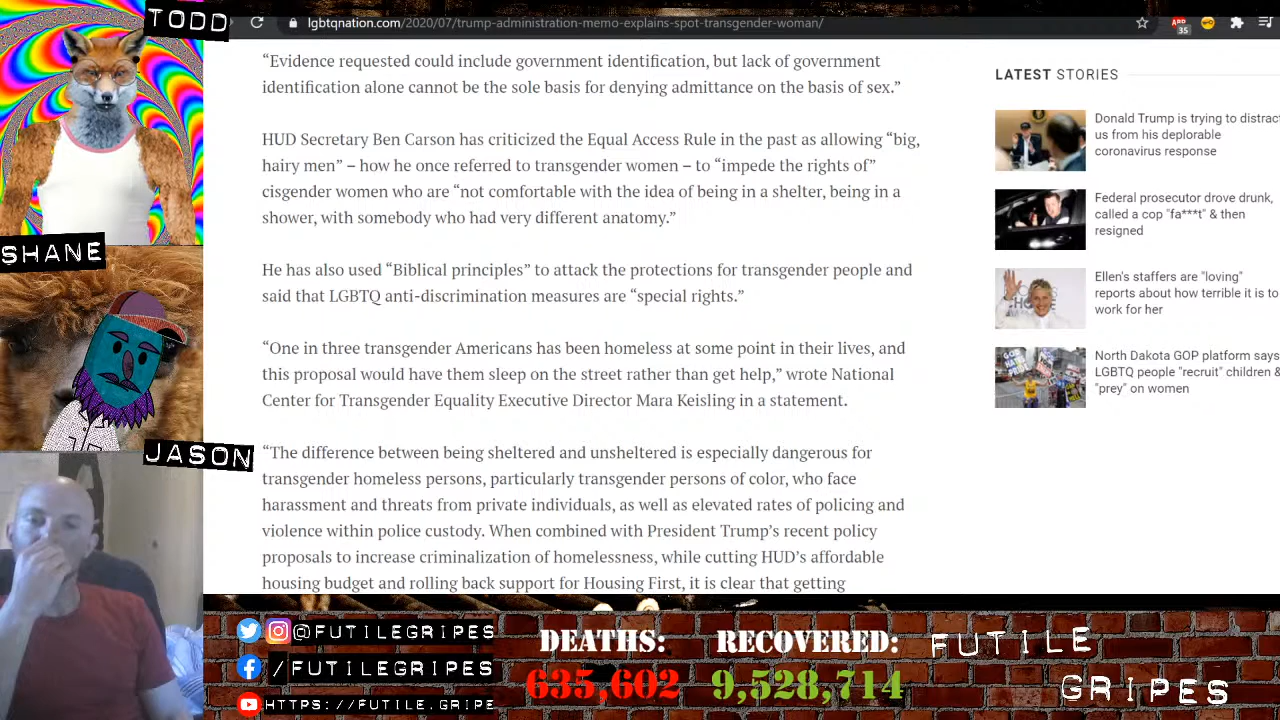 TODD
lgbtqnation.com/2020/07/trump-administration-memo-explains-spot-transgender-woman/
35
“Evidence requested could include government identification, but lack of government
identification alone cannot be the sole basis for denying admittance on the basis of sex.”
HUD Secretary Ben Carson has criticized the Equal Access Rule in the past as allowing “big,
hairy men” – how he once referred to transgender women – to “impede the rights of”
cisgender women who are “not comfortable with the idea of being in a shelter, being in a
shower, with somebody who had very different anatomy.”
He has also used “Biblical principles” to attack the protections for transgender people and
said that LGBTQ anti-discrimination measures are “special rights.”
“One in three transgender Americans has been homeless at some point in their lives, and
this proposal would have them sleep on the street rather than get help,” wrote National
Center for Transgender Equality Executive Director Mara Keisling in a statement.
“The difference between being sheltered and unsheltered is especially dangerous for
transgender homeless persons, particularly transgender persons of color, who face
harassment and threats from private individuals, as well as elevated rates of policing and
violence within police custody. When combined with President Trump’s recent policy
proposals to increase criminalization of homelessness, while cutting HUD’s affordable
housing budget and rolling back support for Housing First, it is clear that getting
LATEST STORIES
Donald Trump is trying to distract
us from his deplorable
coronavirus response
Federal prosecutor drove drunk,
called a cop "fa***t" & then
resigned
Ellen's staffers are "loving"
reports about how terrible it is to
work for her
North Dakota GOP platform says
LGBTQ people "recruit" children &
"prey" on women
SHANE
JASON
@FUTILEGRIPES
/FUTILEGRIPES
HTTPS://FUTILE.GRIPE
DEATHS:
635,602
RECOVERED:
9,528,714
FUTILE
GRIPES